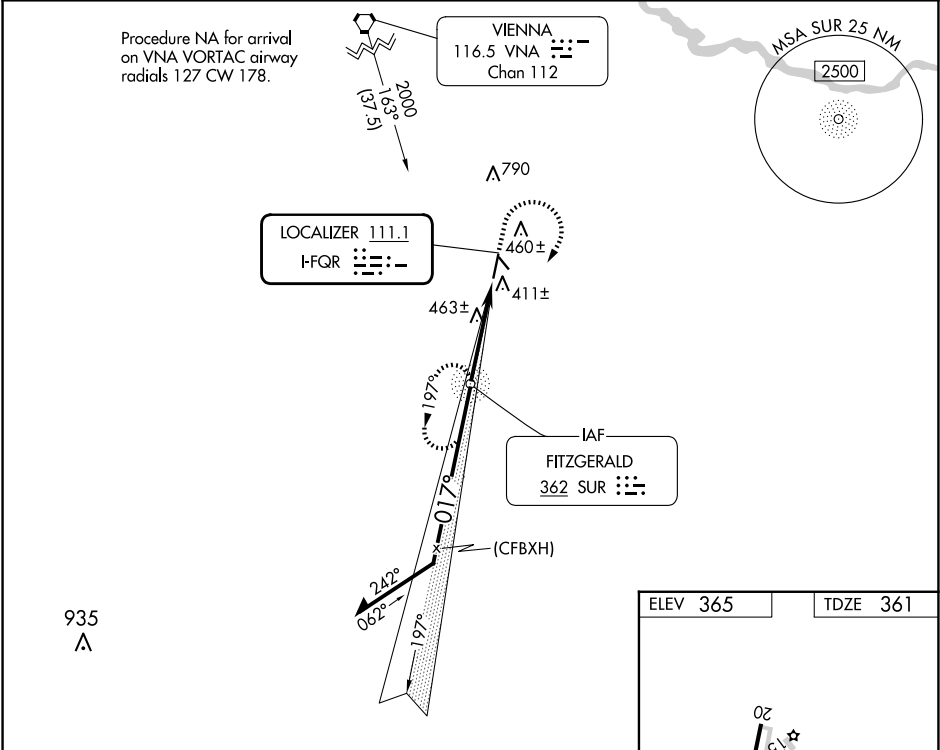 Procedure NA for arrival
on VNA VORTAC airway
radials 127 CW 178.
VIENNA
116.5 VNA
Chan 112
2000
163°
(37.5)
MSA SUR 25 NM
2500
790
LOCALIZER 111.1
I-FQR
460±
411±
463±
197°
IAF
FITZGERALD
362 SUR
017°
(CFBXH)
242°
062°
197°
935
ELEV 365
TDZE 361
20